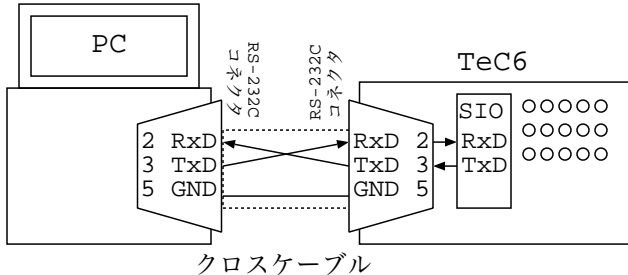 PC
RS-232C
コネクタ
RS-232C
コネクタ
TeC6
2 RxD
3 TxD
5 GND
RxD 2
TxD 3
GND 5
SIO
RxD
TxD
クロスケーブル